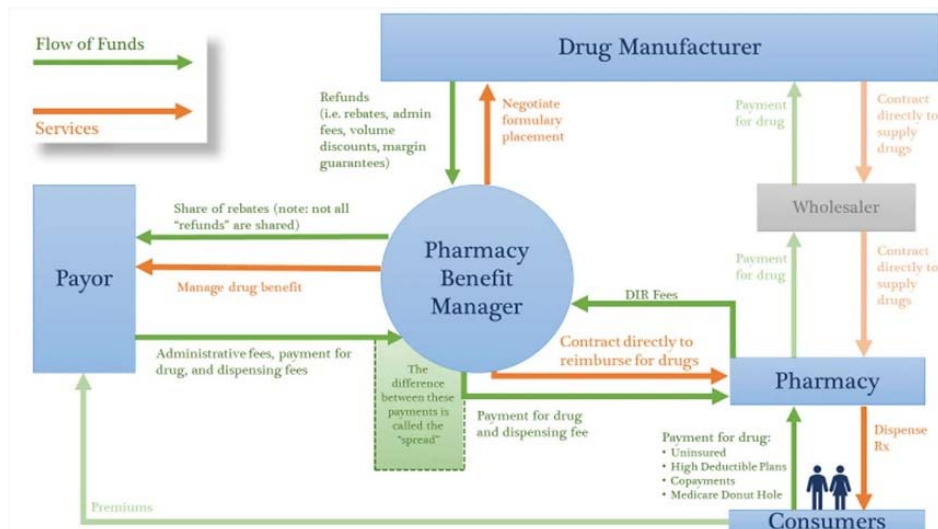 Flow of Funds
Services
Drug Manufacturer
Refunds
(i.e. rebates, admin
fees, volume
discounts, margin
guarantees)
Negotiate
formulary
placement
Payment
for drug
Contract
directly to
supply
drugs
Wholesaler
Share of rebates (note: not all
"refunds" are shared)
Payor
Manage drug benefit
Pharmacy
Benefit
Manager
Payment
for drug
Contract
directly to
supply
drugs
DIR Fees
Administrative fees, payment for
drug, and dispensing fees
Contract directly to
reimburse for drugs
The
difference
between these
payments is
called the
"spread"
Pharmacy
Payment for drug
and dispensing fee
Payment for drug:
• Uninsured
• High Deductible Plans
• Copayments
• Medicare Donut Hole
Dispense
Rx
Premiums
Consumers